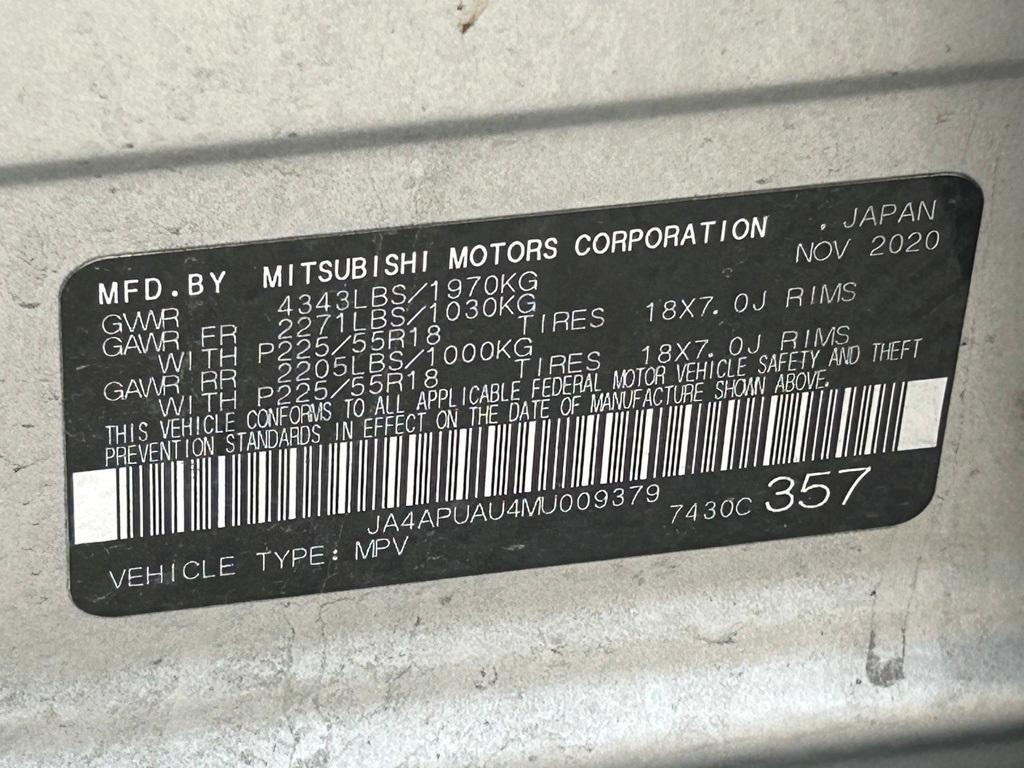 MFD.BY MITSUBISHI MOTORS CORPORATION . JAPAN
GVWR 4343LBS/1970KG NOV 2020
GAWR FR 2271LBS/1030KG
WITH P225/55R18 TIRES 18X7.0J RIMS
GAWR RR 2205LBS/1000KG
WITH P225/55R18 TIRES 18X7.0J RIMS
THIS VEHICLE CONFORMS TO ALL APPLICABLE FEDERAL MOTOR VEHICLE SAFETY AND THEFT
PREVENTION STANDARDS IN EFFECT ON THE DATE OF MANUFACTURE SHOWN ABOVE.
JA4APUAU4MU009379 7430C 357
VEHICLE TYPE: MPV